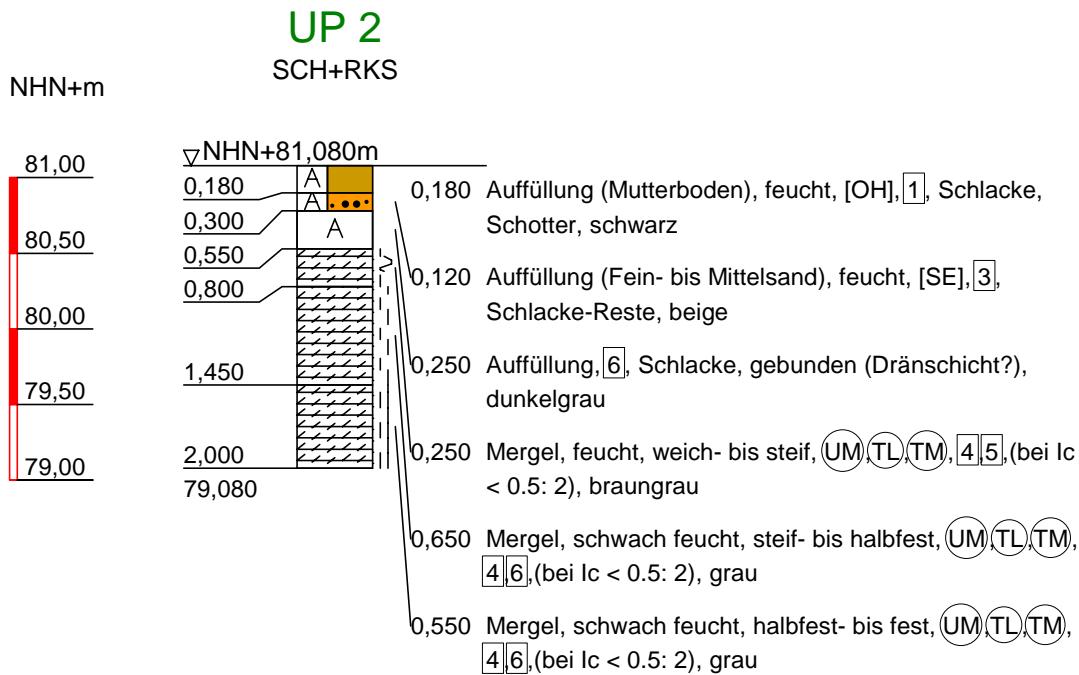 UP 2
SCH+RKS
NHN+m
81,00
80,50
80,00
79,50
79,00
NHN+81,080m
0,180
0,300
0,550
0,800
1,450
2,000
79,080
A
A
A
0,180 Auffüllung (Mutterboden), feucht, [OH], 1, Schlacke,
Schotter, schwarz
0,120 Auffüllung (Fein- bis Mittelsand), feucht, [SE], 3,
Schlacke-Reste, beige
0,250 Auffüllung, 6, Schlacke, gebunden (Dränschicht?),
dunkelgrau
0,250 Mergel, feucht, weich- bis steif, UM, TL, TM, 4, 5, (bei Ic
< 0.5: 2), braungrau
0,650 Mergel, schwach feucht, steif- bis halbfest, UM, TL, TM,
4, 6, (bei Ic < 0.5: 2), grau
0,550 Mergel, schwach feucht, halbfest- bis fest, UM, TL, TM,
4, 6, (bei Ic < 0.5: 2), grau